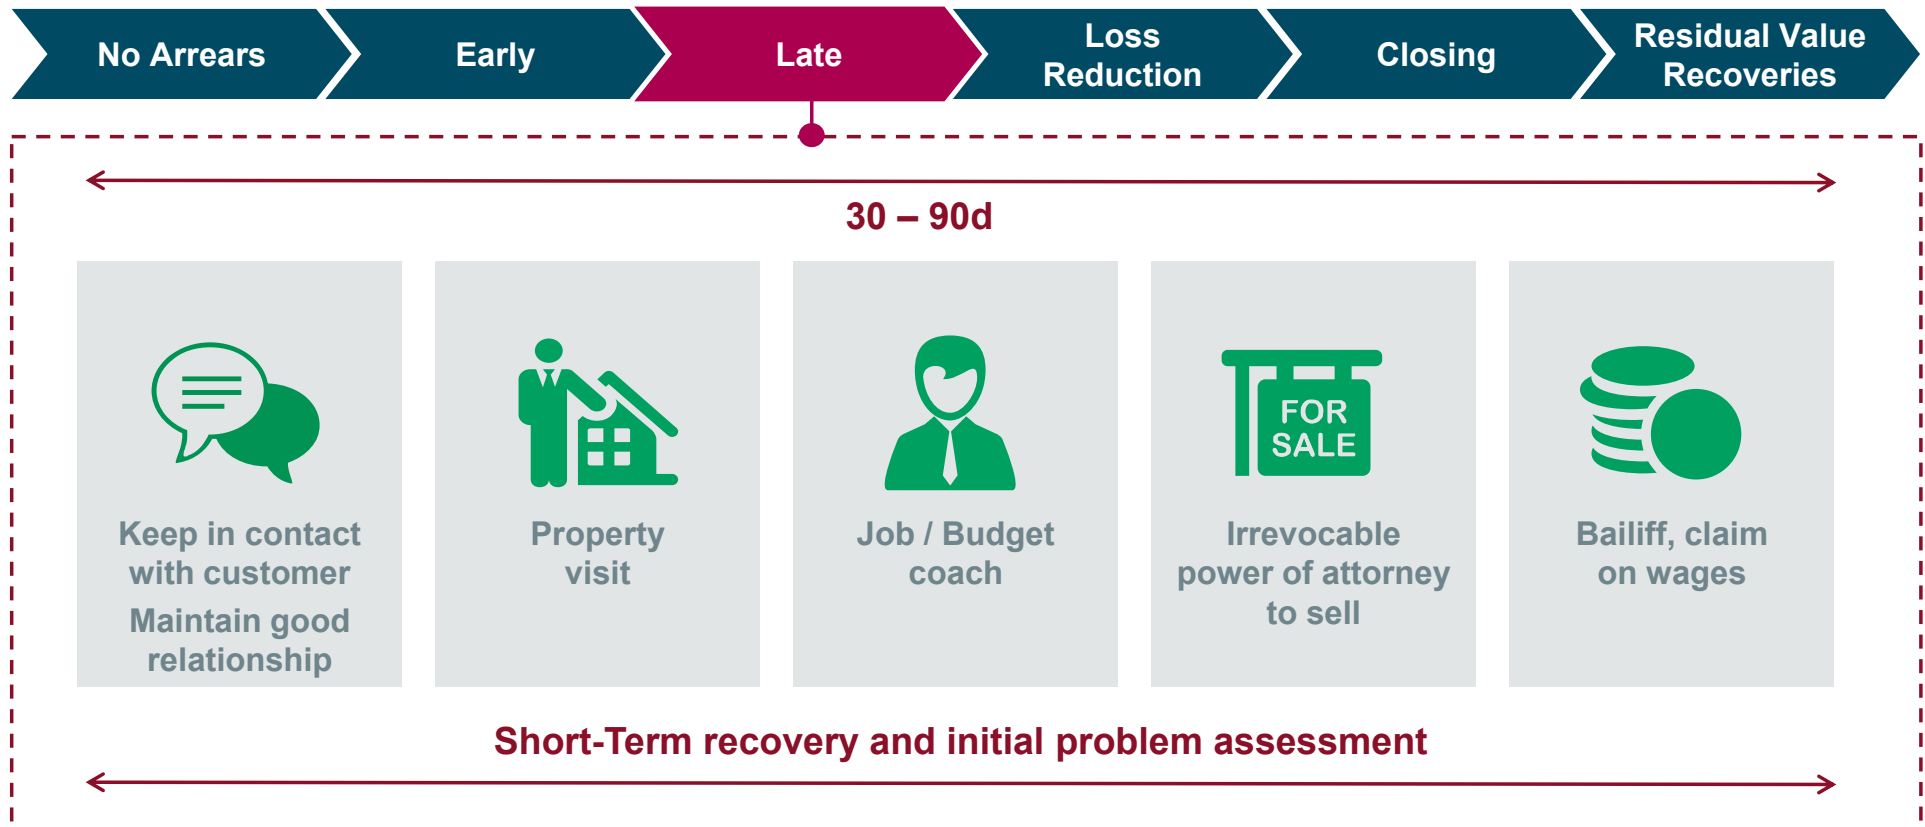 No Arrears
Early
Late
Loss
Reduction
Closing
Residual Value
Recoveries
30 – 90d
FOR
SALE
Keep in contact
with customer
Maintain good
relationship
Property
visit
Job / Budget
coach
Irrevocable
power of attorney
to sell
Bailiff, claim
on wages
Short-Term recovery and initial problem assessment